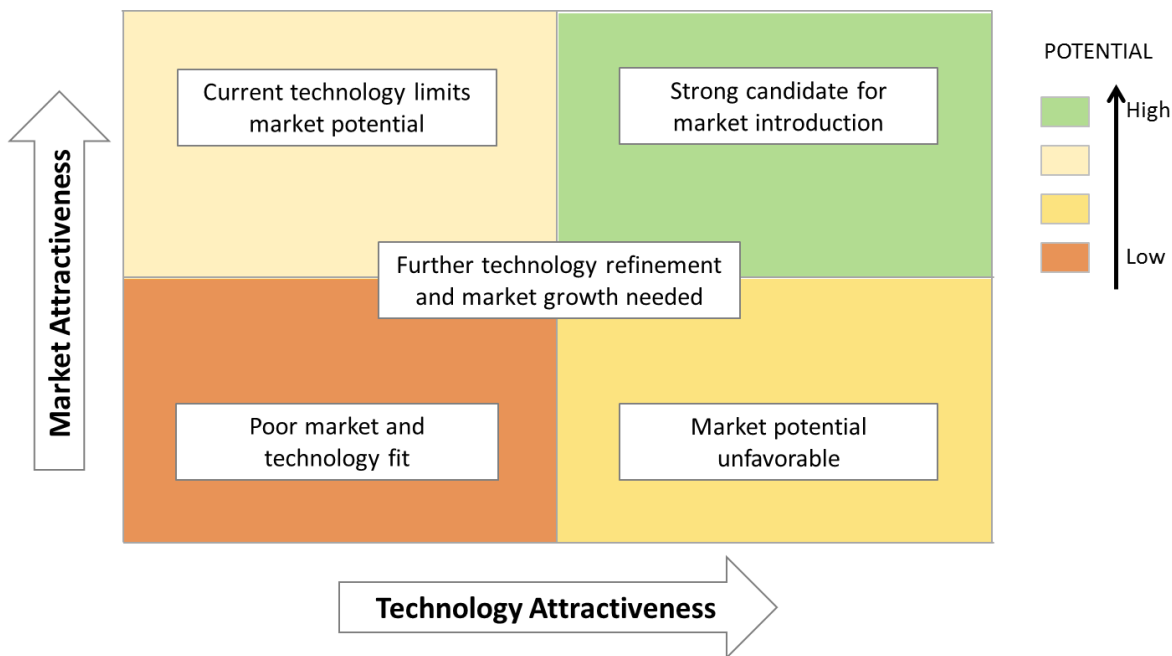 Current technology limits
market potential
Strong candidate for
market introduction
POTENTIAL
High
Low
Market Attractiveness
Further technology refinement
and market growth needed
Poor market and
technology fit
Market potential
unfavorable
Technology Attractiveness